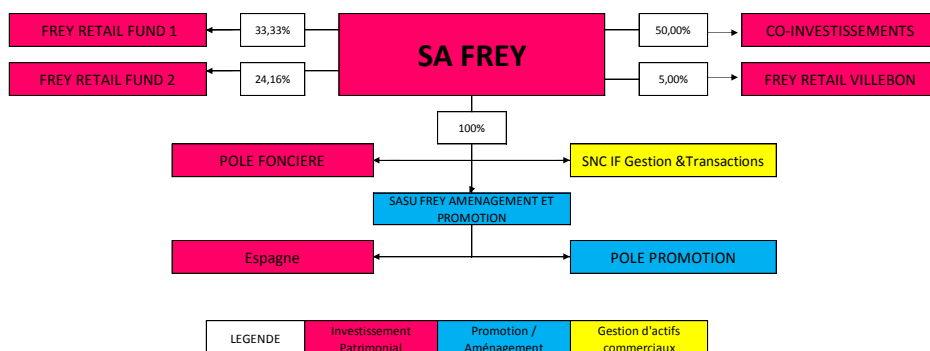 FREY RETAIL FUND 1
33,33%
SA FREY
50,00%
CO-INVESTISSEMENTS
FREY RETAIL FUND 2
24,16%
5,00%
FREY RETAIL VILLEBON
100%
POLE FONCIERE
SNC IF Gestion &Transactions
SASU FREY AMENAGEMENT ET
PROMOTION
Espagne
POLE PROMOTION
LEGENDE
Investissement
Patrimonial
Promotion /
Aménagement
Gestion d'actifs
commerciaux